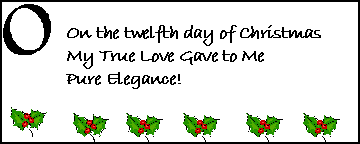 O On the twelfth day of Christmas
My True Love Gave to Me
Pure Elegance!